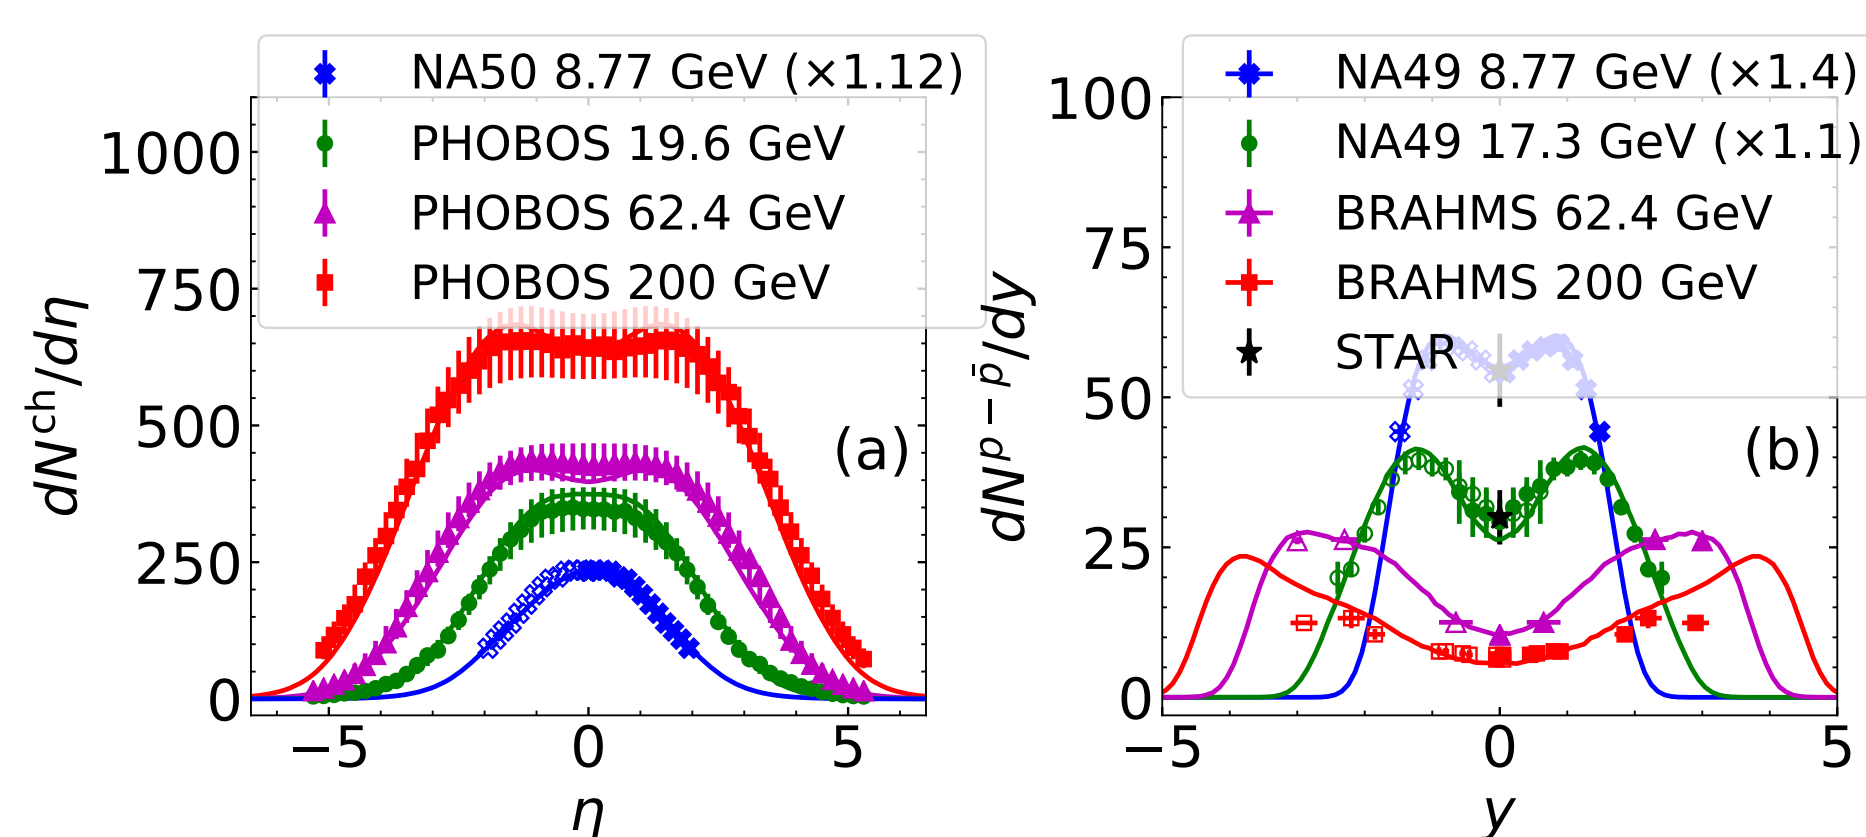 NA50 8.77 GeV (×1.12)
PHOBOS 19.6 GeV
PHOBOS 62.4 GeV
PHOBOS 200 GeV
1000
750
500
250
0
−5
0
5
dN^ch/dη
η
(a)
NA49 8.77 GeV (×1.4)
NA49 17.3 GeV (×1.1)
BRAHMS 62.4 GeV
BRAHMS 200 GeV
STAR
100
75
50
25
0
−5
0
5
dN^{p−p̄}/dy
y
(b)